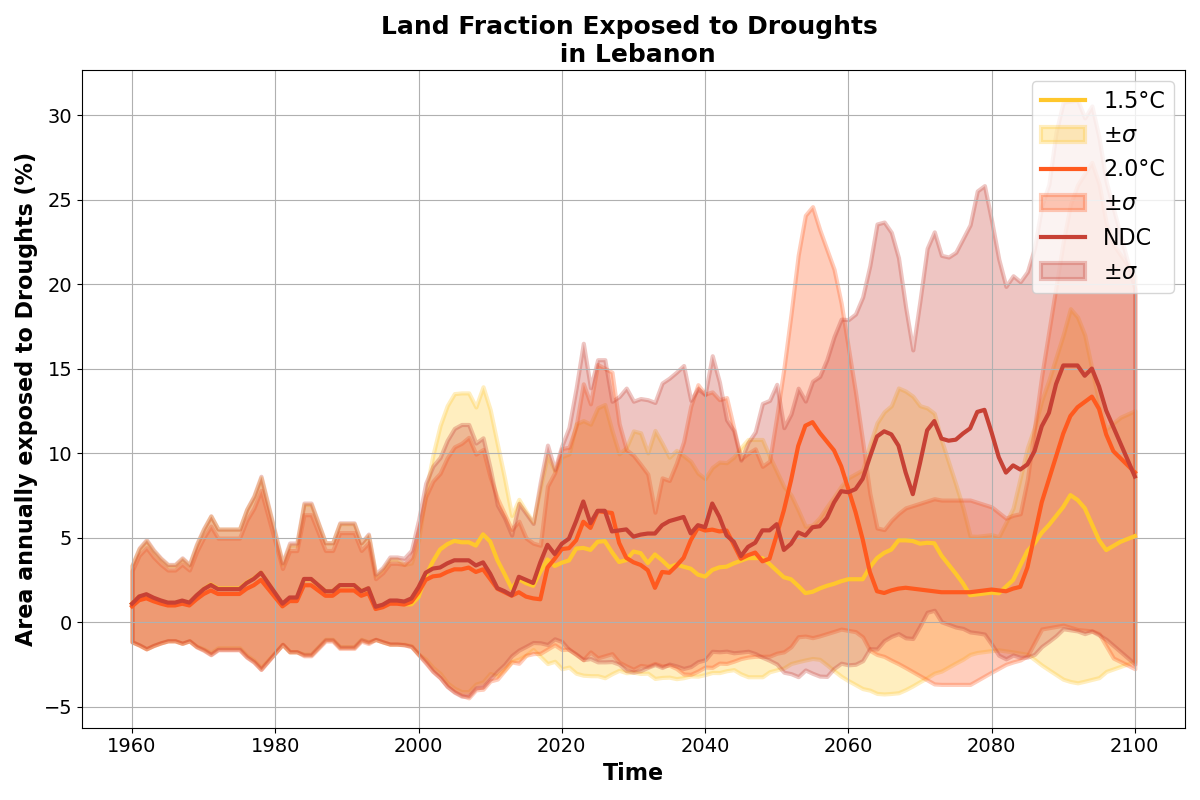 Land Fraction Exposed to Droughts
in Lebanon
Area annually exposed to Droughts (%)
30
25
20
15
10
5
0
−5
1960
1980
2000
2020
2040
2060
2080
2100
Time
1.5°C
±σ
2.0°C
±σ
NDC
±σ